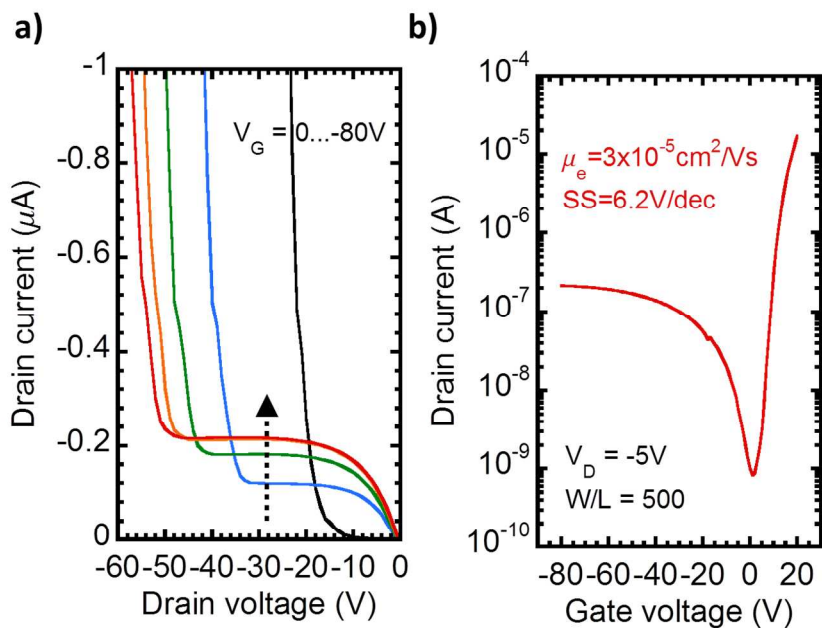 a)
-1
-0.8
-0.6
-0.4
-0.2
0
-60
-50
-40
-30
-20
-10
0
Drain current (μA)
Drain voltage (V)
V_G = 0...-80V
b)
10^-4
10^-5
10^-6
10^-7
10^-8
10^-9
10^-10
-80
-60
-40
-20
0
20
Drain current (A)
Gate voltage (V)
μ_e=3x10^-5cm^2/Vs
SS=6.2V/dec
V_D = -5V
W/L = 500